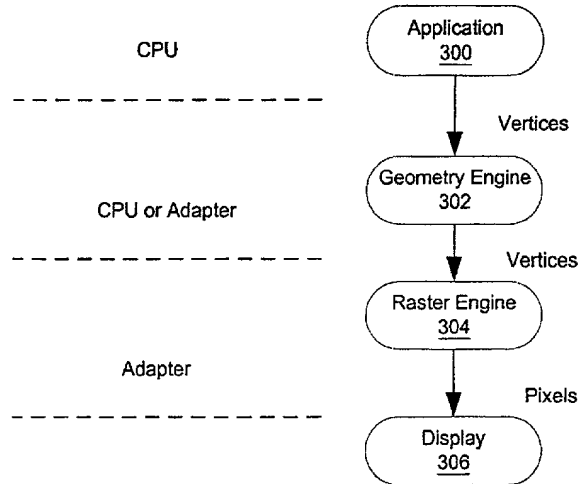 Application
300
CPU
Vertices
Geometry Engine
302
CPU or Adapter
Vertices
Raster Engine
304
Adapter
Pixels
Display
306